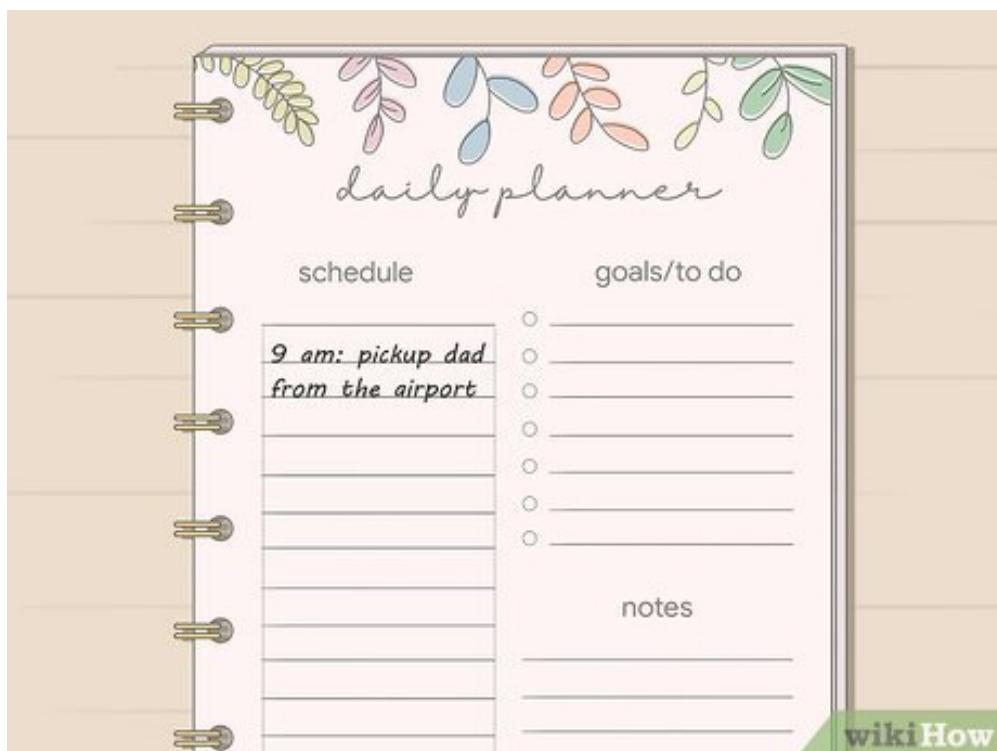 daily planner
schedule
9 am: pickup dad
from the airport
goals/to do
notes
wikiHow